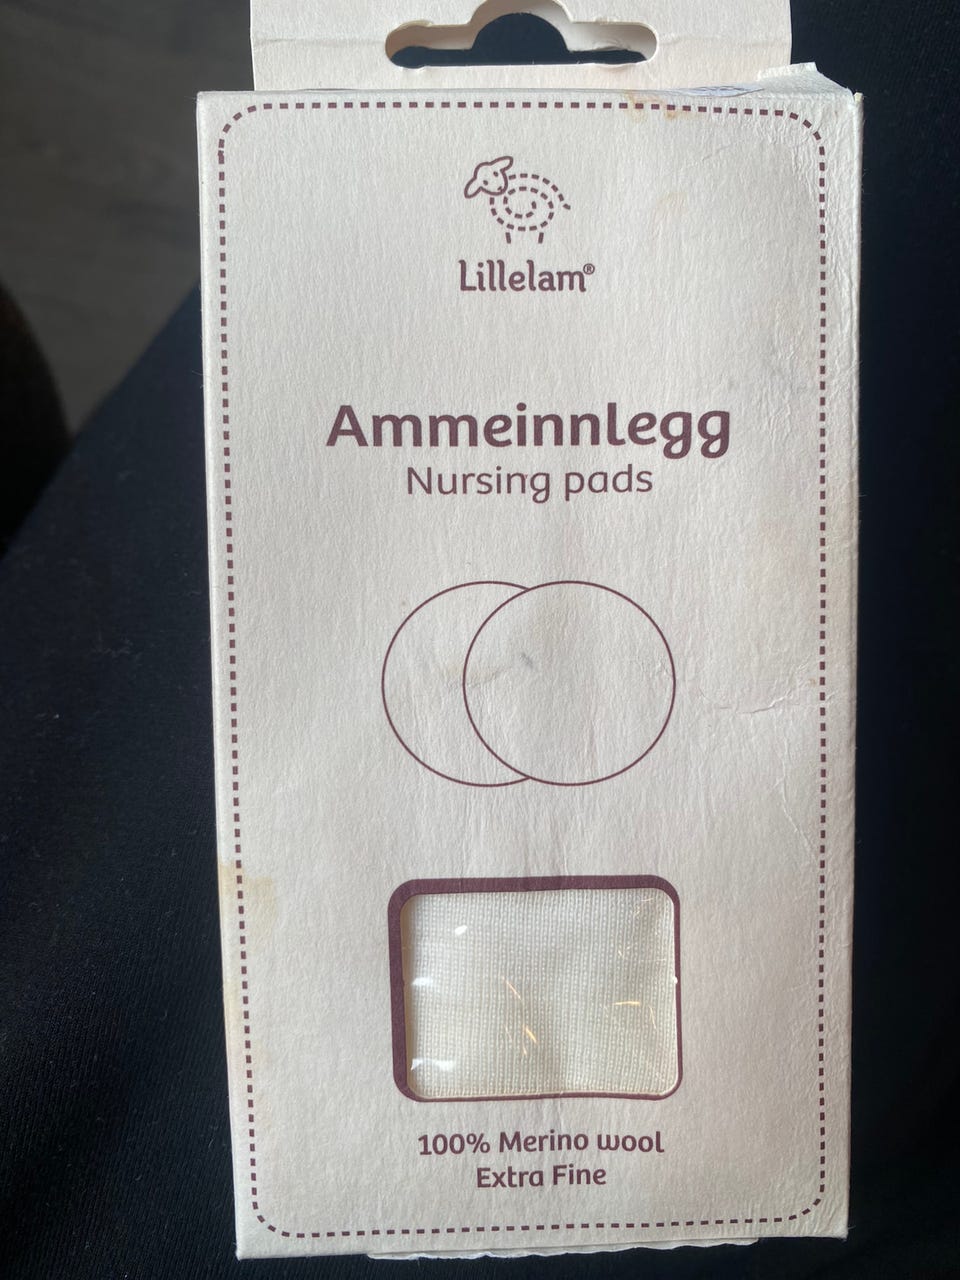 Lillelam®
Ammeinnlegg
Nursing pads
100% Merino wool
Extra Fine